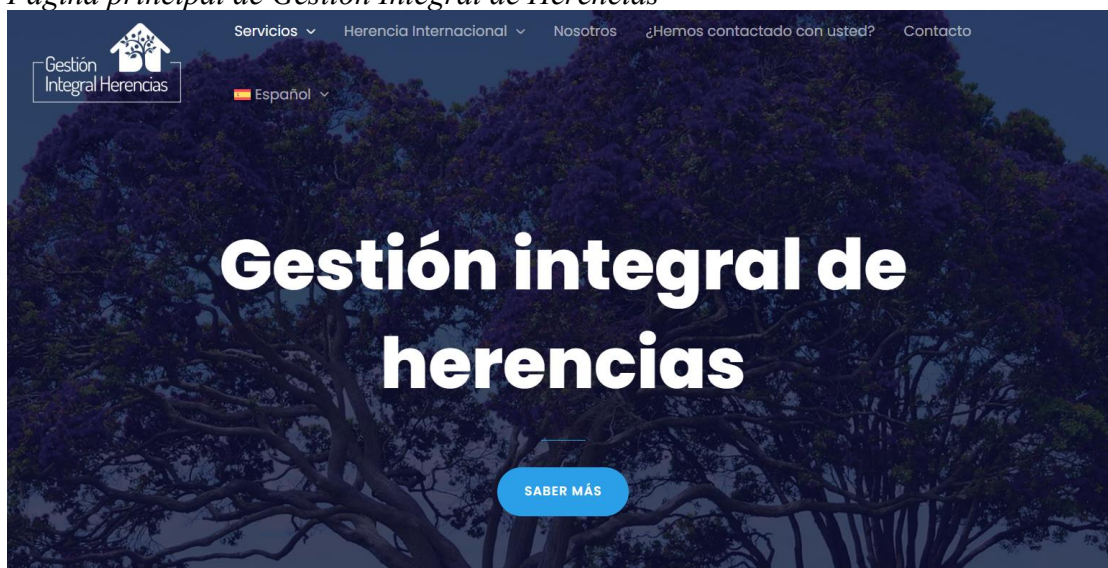 Página principal de Gestión Integral de Herencias
Servicios
Herencia Internacional
Nosotros
¿Hemos contactado con usted?
Contacto
Gestión
Integral Herencias
Español
Gestión integral de
herencias
SABER MÁS